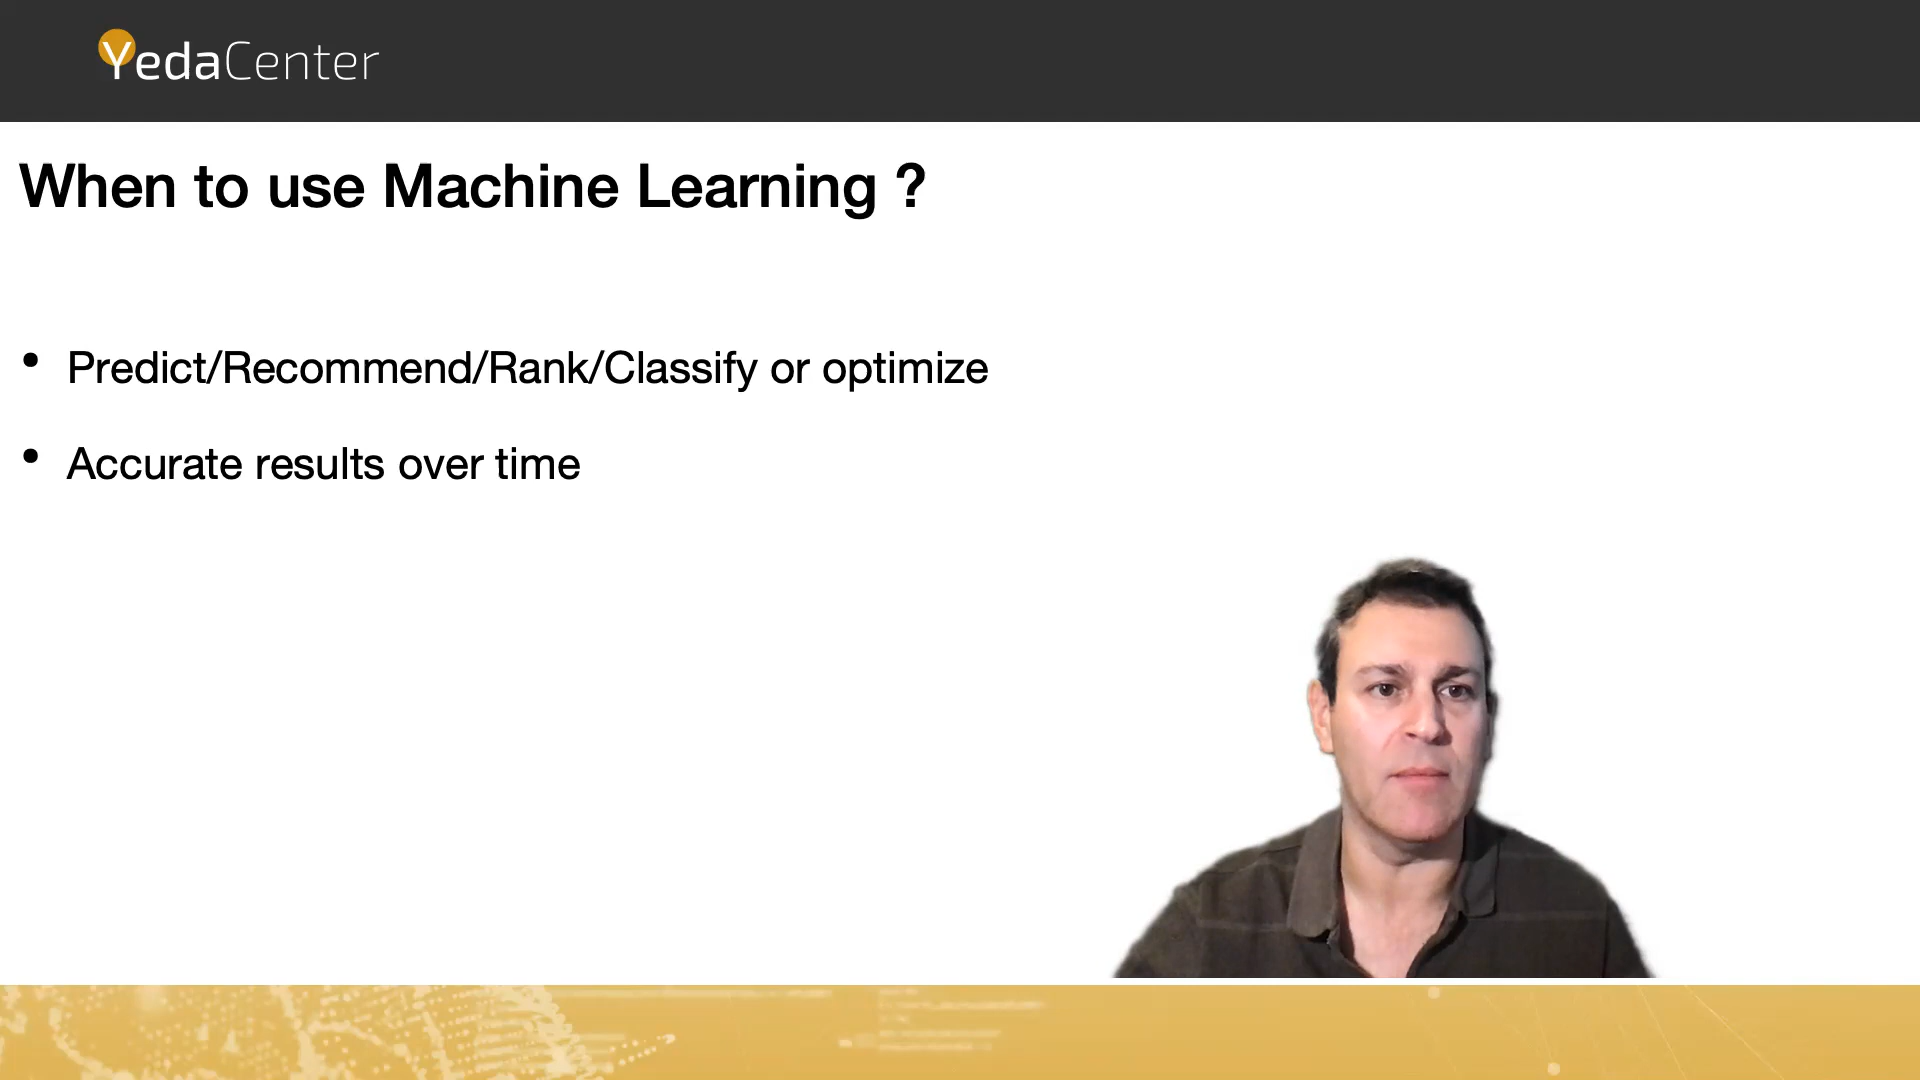 YedaCenter
When to use Machine Learning ?
• Predict/Recommend/Rank/Classify or optimize
• Accurate results over time